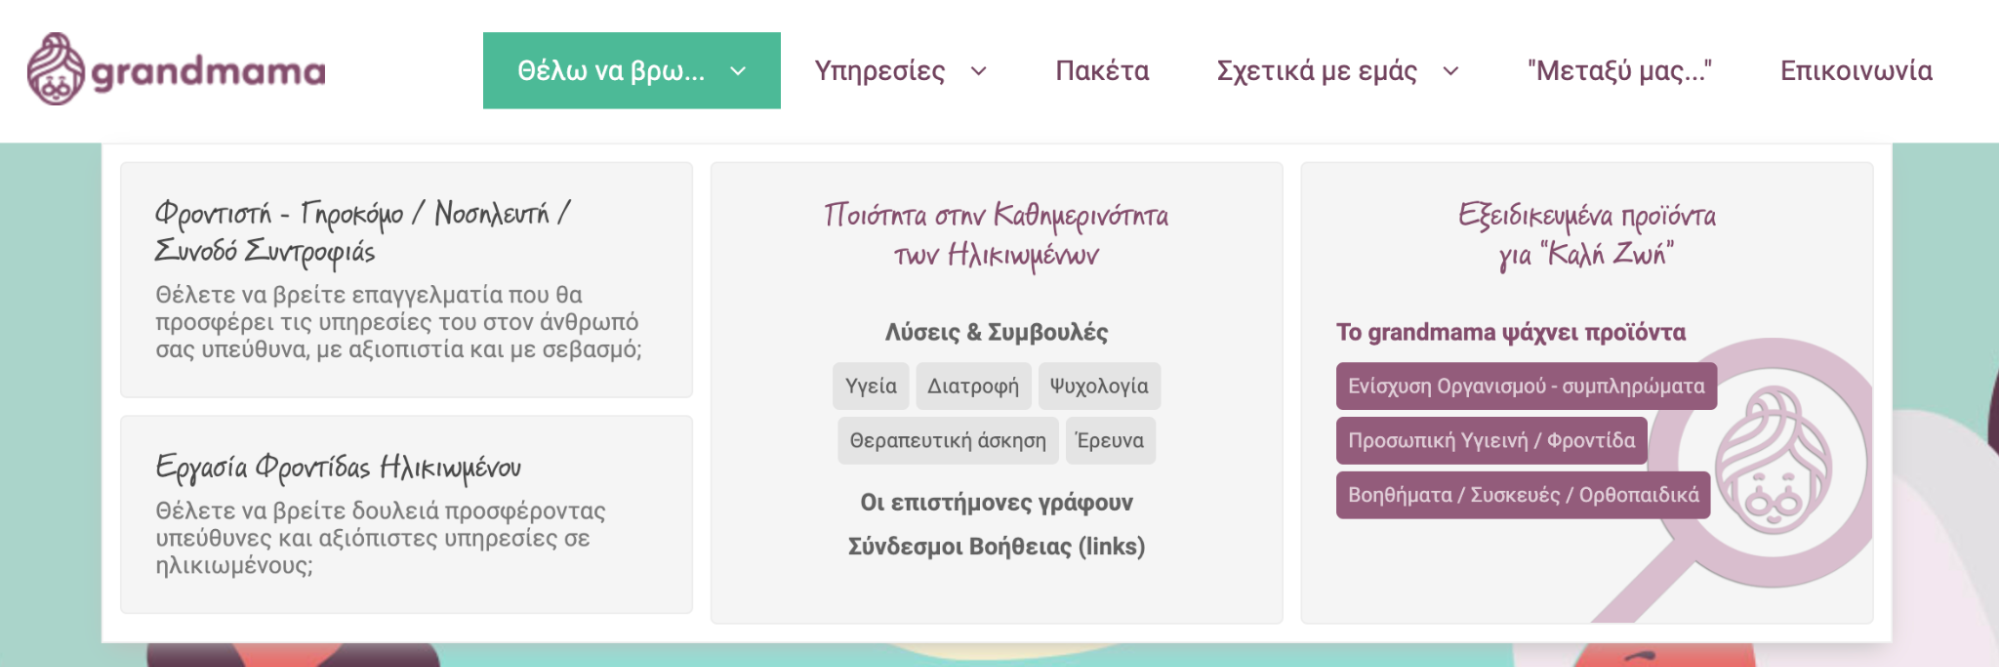 grandmama
Θέλω να βρω...
Υπηρεσίες
Πακέτα
Σχετικά με εμάς
"Μεταξύ μας..."
Επικοινωνία
Φροντιστή - Γηροκόμο / Νοσηλευτή /
Συνοδό Συντροφιάς
Θέλετε να βρείτε επαγγελματία που θα
προσφέρει τις υπηρεσίες του στον άνθρωπό
σας υπεύθυνα, με αξιοπιστία και με σεβασμό;
Εργασία Φροντίδας Ηλικιωμένου
Θέλετε να βρείτε δουλειά προσφέροντας
υπεύθυνες και αξιόπιστες υπηρεσίες σε
ηλικιωμένους;
Ποιότητα στην Καθημερινότητα
των Ηλικιωμένων
Λύσεις & Συμβουλές
Υγεία Διατροφή Ψυχολογία
Θεραπευτική άσκηση Έρευνα
Οι επιστήμονες γράφουν
Σύνδεσμοι Βοήθειας (links)
Εξειδικευμένα προϊόντα
για "Καλή Ζωή"
Το grandmama ψάχνει προϊόντα
Ενίσχυση Οργανισμού - συμπληρώματα
Προσωπική Υγιεινή / Φροντίδα
Βοηθήματα / Συσκευές / Ορθοπαιδικά